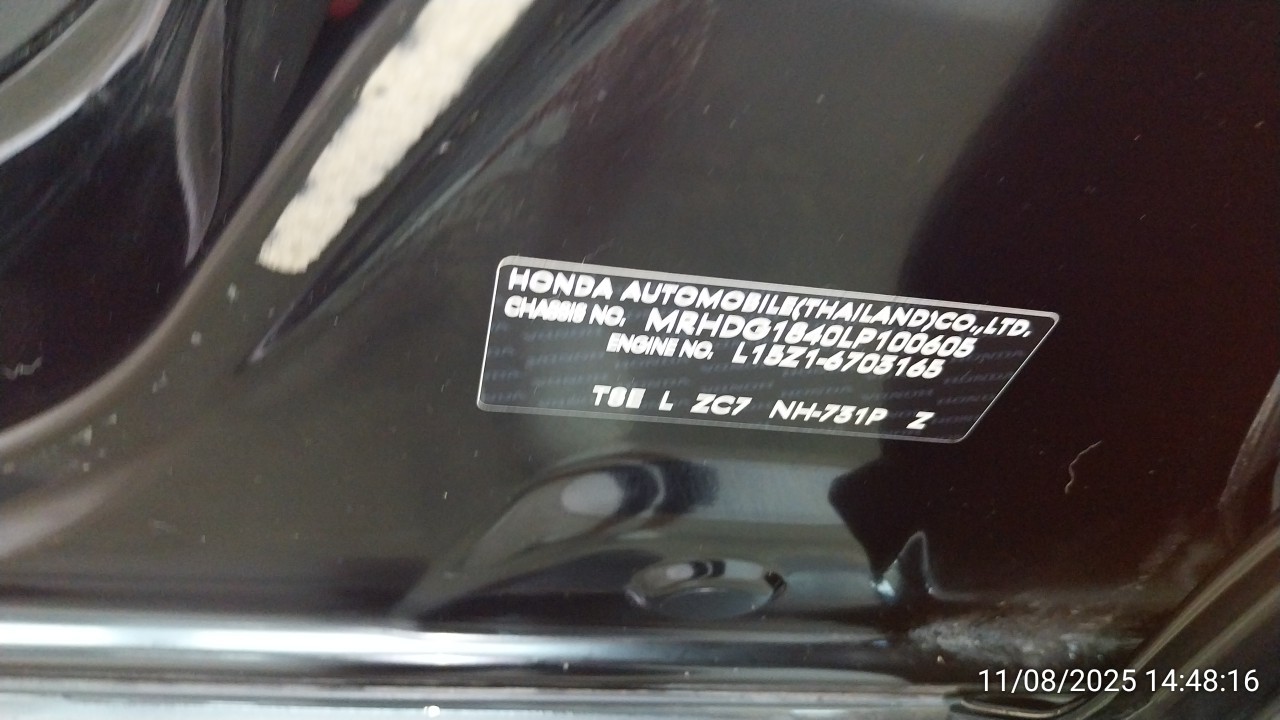 HONDA AUTOMOBILE(THAILAND)CO.,LTD.
CHASSIS NO. MRHDG1840LP100605
ENGINE NO. L15Z1-6703165
TSE L ZC7 NH-731P Z
11/08/2025 14:48:16